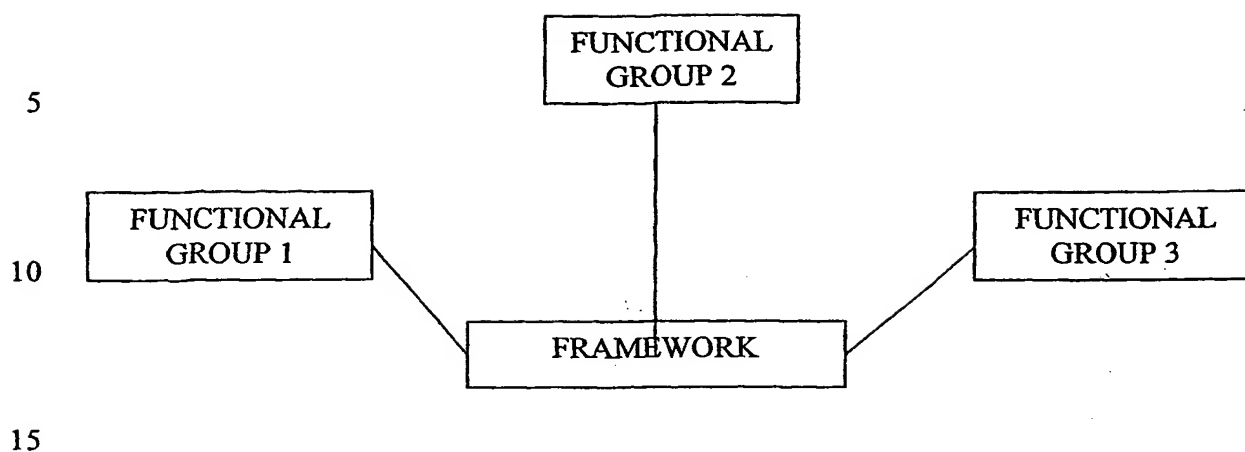 FUNCTIONAL
GROUP 2
5
FUNCTIONAL
GROUP 1
FUNCTIONAL
GROUP 3
10
FRAMEWORK
15